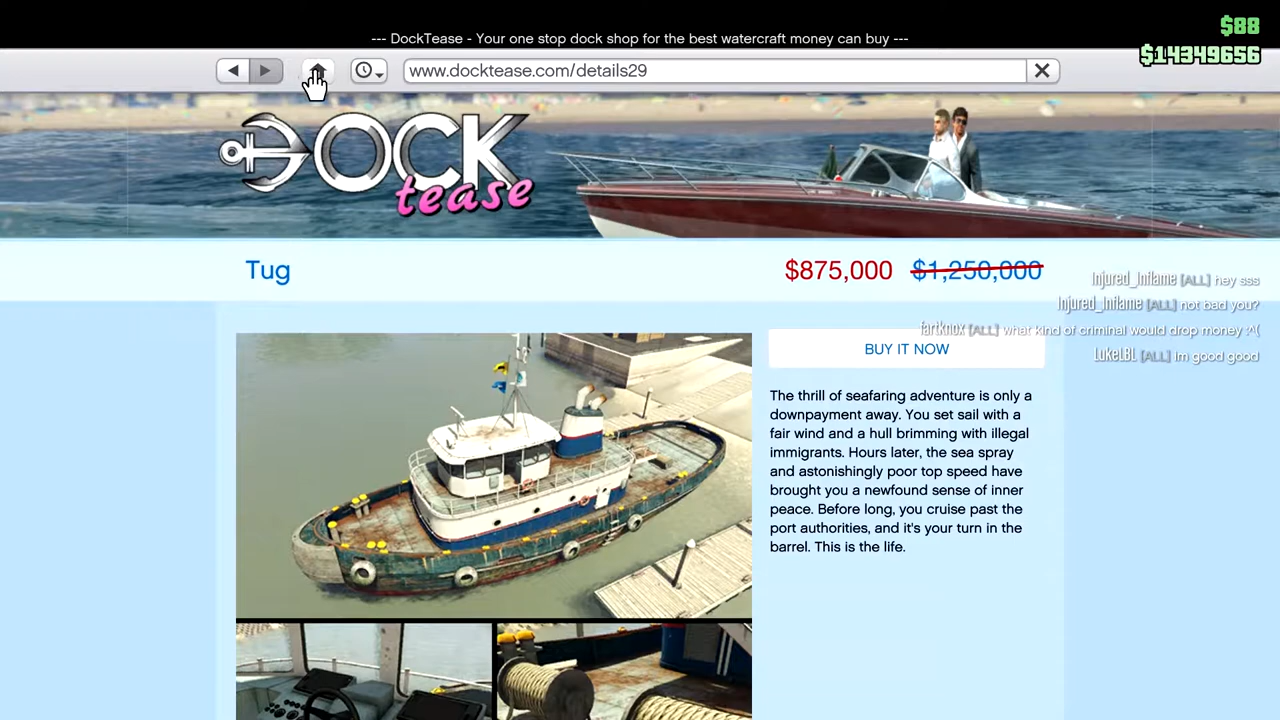 $88
$14349656
--- DockTease - Your one stop dock shop for the best watercraft money can buy ---
www.docktease.com/details29
DOCK
tease
Tug
$875,000 $1,250,000
Injured_Inflame [ALL] hey sss
Injured_Inflame [ALL] not bad you?
fartknox [ALL] what kind of criminal would drop money :^(
LukeLBL [ALL] im good good
BUY IT NOW
The thrill of seafaring adventure is only a
downpayment away. You set sail with a
fair wind and a hull brimming with illegal
immigrants. Hours later, the sea spray
and astonishingly poor top speed have
brought you a newfound sense of inner
peace. Before long, you cruise past the
port authorities, and it's your turn in the
barrel. This is the life.